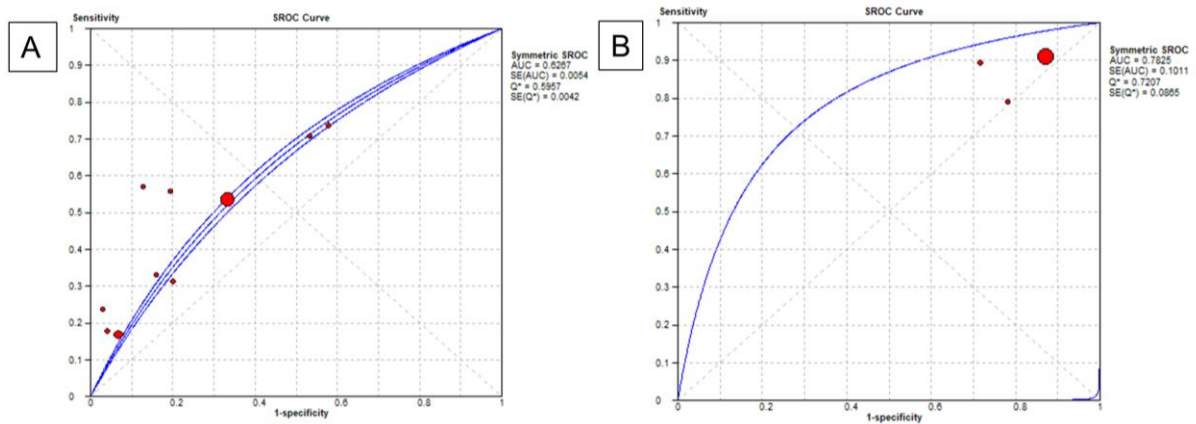 A
Sensitivity
SROC Curve
1
0.9
0.8
0.7
0.6
0.5
0.4
0.3
0.2
0.1
0
0
0.2
0.4
0.6
0.8
1
1-specificity
Symmetric SROC
AUC = 0.6267
SE(AUC) = 0.0054
Q* = 0.5957
SE(Q*) = 0.0042
B
Sensitivity
SROC Curve
1
0.9
0.8
0.7
0.6
0.5
0.4
0.3
0.2
0.1
0
0
0.2
0.4
0.6
0.8
1
1-specificity
Symmetric SROC
AUC = 0.7825
SE(AUC) = 0.1011
Q* = 0.7207
SE(Q*) = 0.0865